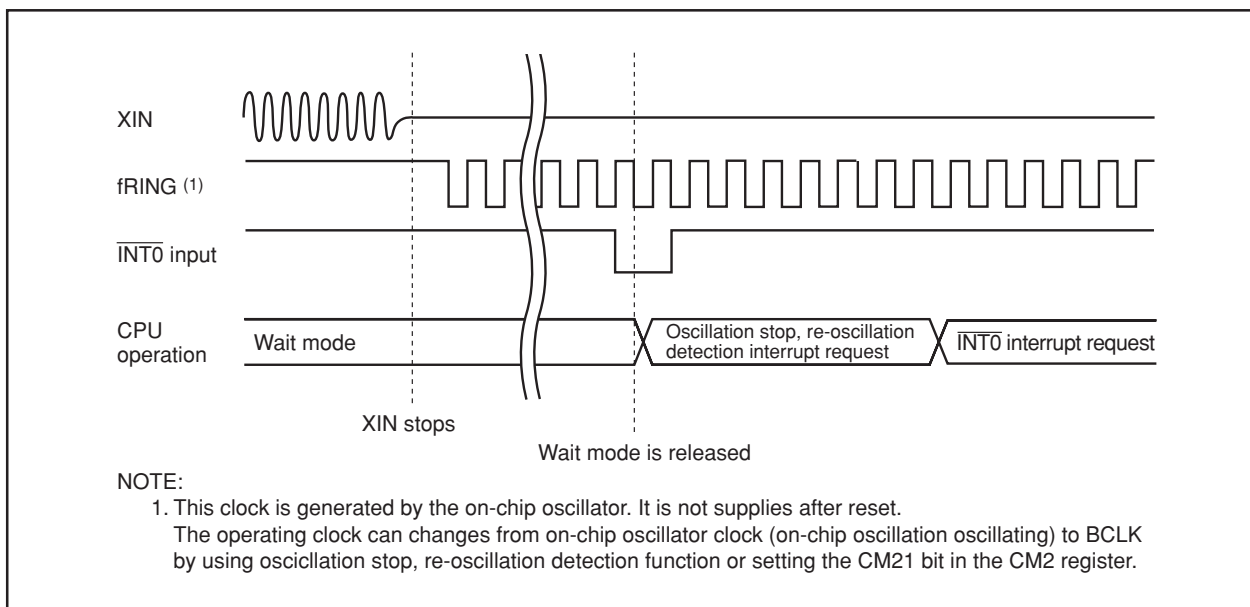 XIN
fRING (1)
INT0 input
CPU
operation
Wait mode
Oscillation stop, re-oscillation
detection interrupt request
INT0 interrupt request
XIN stops
Wait mode is released
NOTE:
1. This clock is generated by the on-chip oscillator. It is not supplies after reset.
The operating clock can changes from on-chip oscillator clock (on-chip oscillation oscillating) to BCLK
by using oscicllation stop, re-oscillation detection function or setting the CM21 bit in the CM2 register.